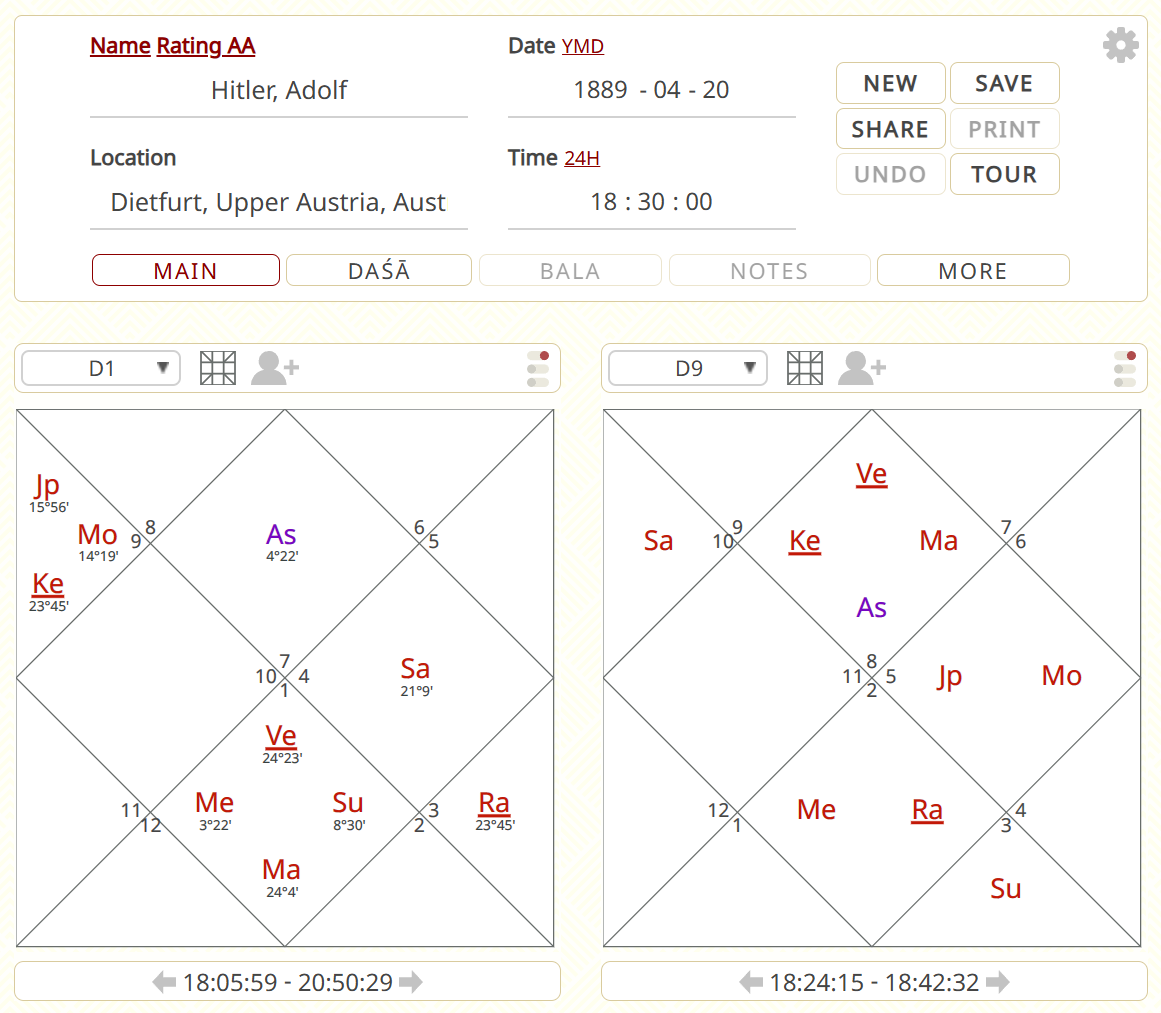 Name Rating AA
Date YMD
Hitler, Adolf
1889 - 04 - 20
NEW
SAVE
SHARE
PRINT
Location
Time 24H
UNDO
TOUR
Dietfurt, Upper Austria, Aust
18 : 30 : 00
MAIN
DAŚĀ
BALA
NOTES
MORE
D1
Jp
15°56'
Mo
14°19'
Ke
23°45'
9
8
As
4°22'
6
5
7
10
4
1
Sa
21°9'
Ve
24°23'
Me
3°22'
Su
8°30'
Ma
24°4'
11
12
3
2
Ra
23°45'
18:05:59 - 20:50:29
D9
Ve
Sa
10
9
Ke
Ma
7
6
As
8
11
5
2
Jp
Mo
12
1
Me
Ra
4
3
Su
18:24:15 - 18:42:32